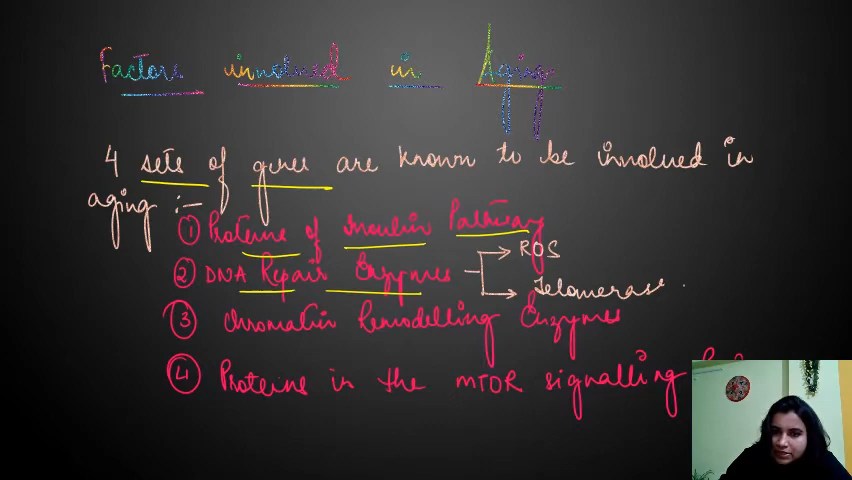 Factors involved in Aging
4 sets of genes are known to be involved in
aging :-
① Proteins of Insulin Pathway
② DNA Repair Enzymes
→ ROS
→ Telomerase
③ Chromatin Remodelling Enzymes
④ Proteins in the mTOR signalling